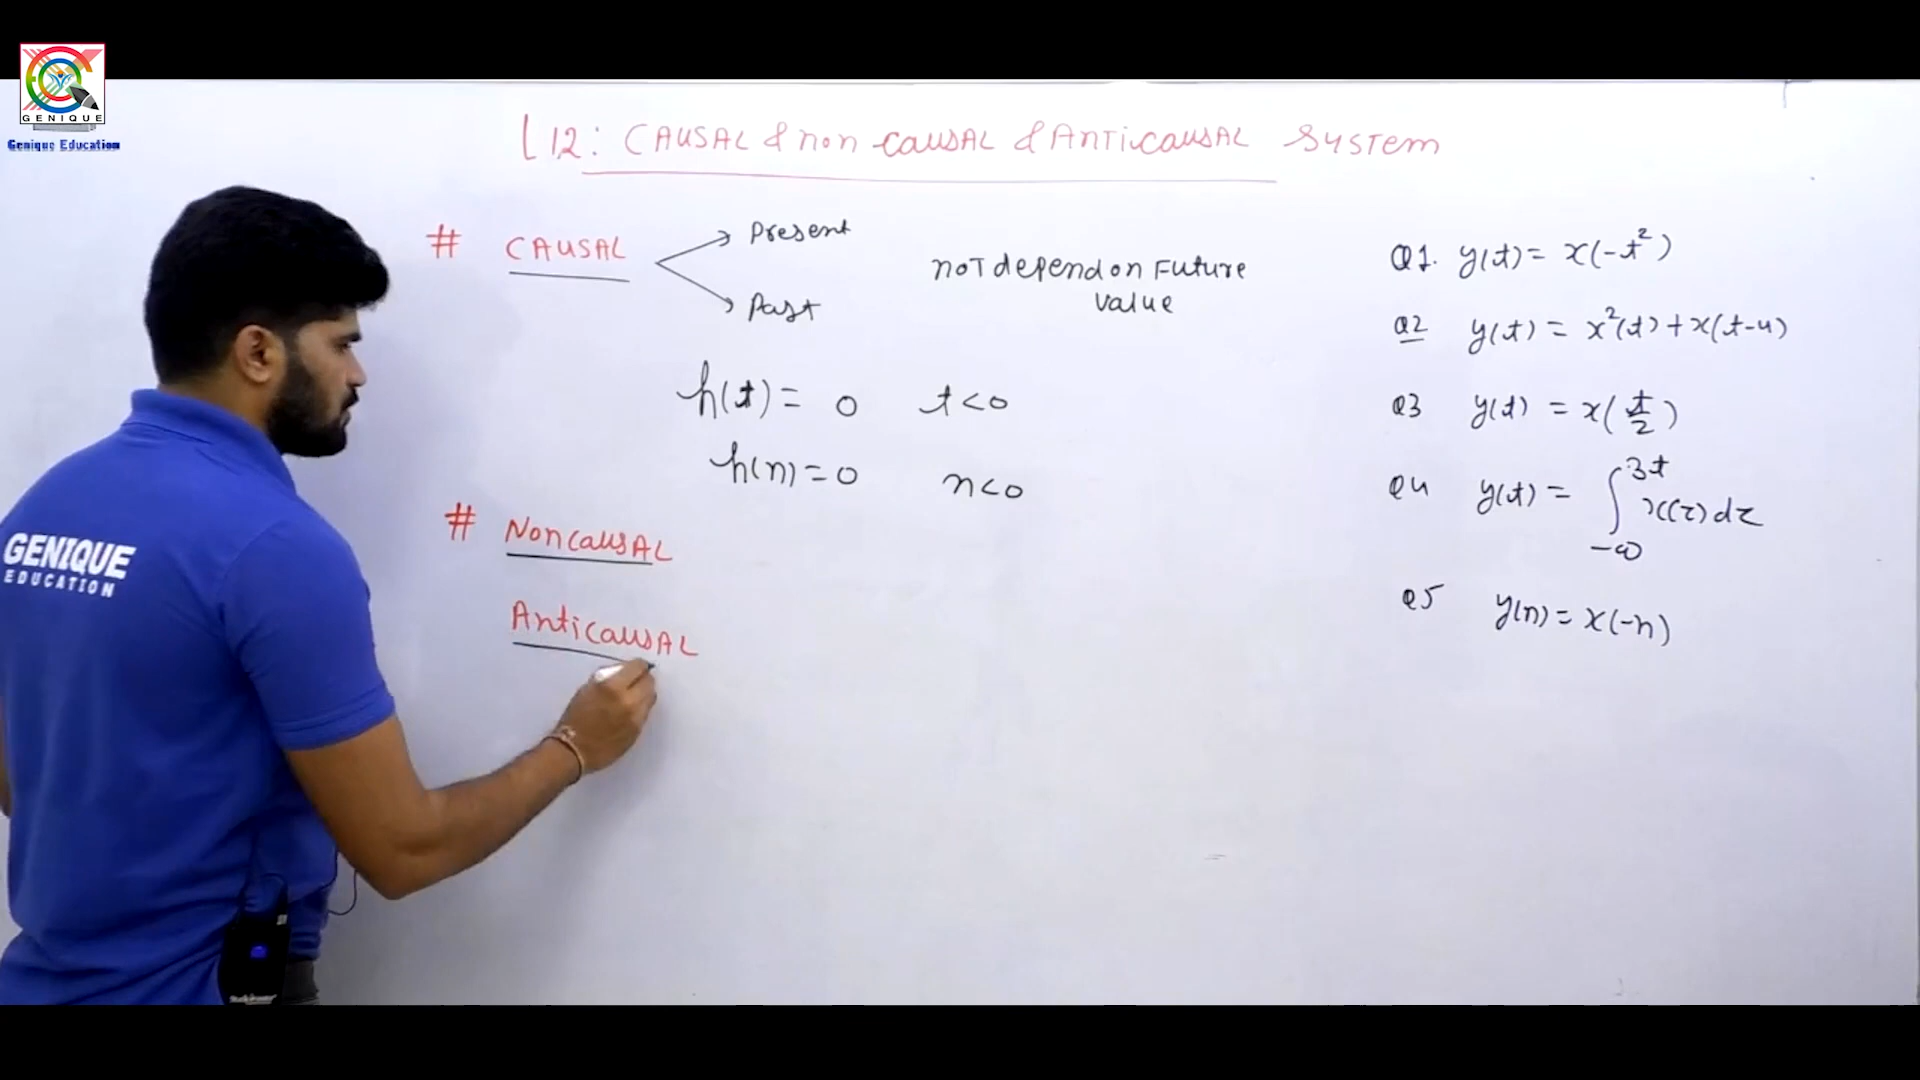 GENIQUE
Genique Education
L12: CAUSAL & non causAL & ANTicausAL SYSTEm
# CAUSAL
Present
Past
noT depend on Future
value
h(t) = 0 t<0
h(n) = 0 n<0
# NoncausAL
AnticausAL
Q1. y(t) = x(-t²)
Q2 y(t) = x²(t) + x(t-4)
Q3 y(t) = x(t/2)
Q4 y(t) = ∫_{-∞}^{3t} x(τ) dτ
Q5 y(n) = x(-n)
GENIQUE
EDUCATION